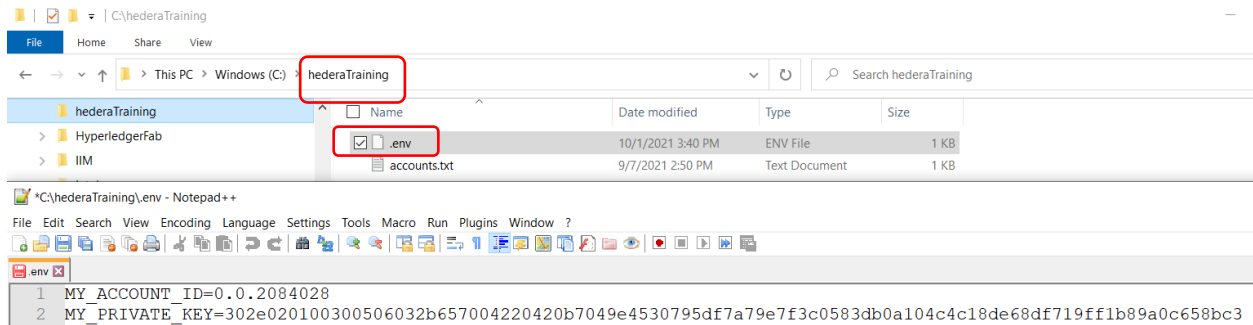 C:\hederaTraining
File Home Share View
This PC > Windows (C:) > hederaTraining Search hederaTraining
hederaTraining Name Date modified Type Size
HyperledgerFab .env 10/1/2021 3:40 PM ENV File 1 KB
IIM accounts.txt 9/7/2021 2:50 PM Text Document 1 KB
*C:\hederaTraining\.env - Notepad++
File Edit Search View Encoding Language Settings Tools Macro Run Plugins Window ?
.env
1 MY_ACCOUNT_ID=0.0.2084028
2 MY_PRIVATE_KEY=302e020100300506032b657004220420b7049e4530795df7a79e7f3c0583db0a104c4c18de68df719ff1b89a0c658bc3